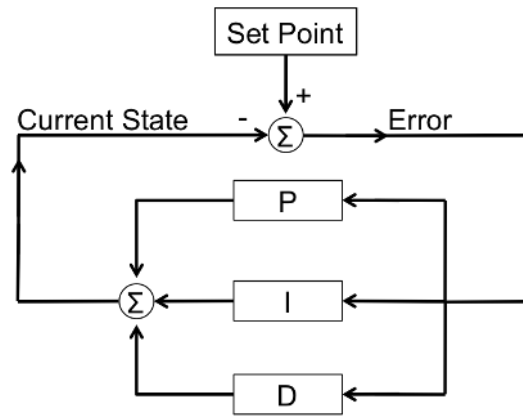 Set Point
+
Current State - Error
Σ
P
Σ I
D